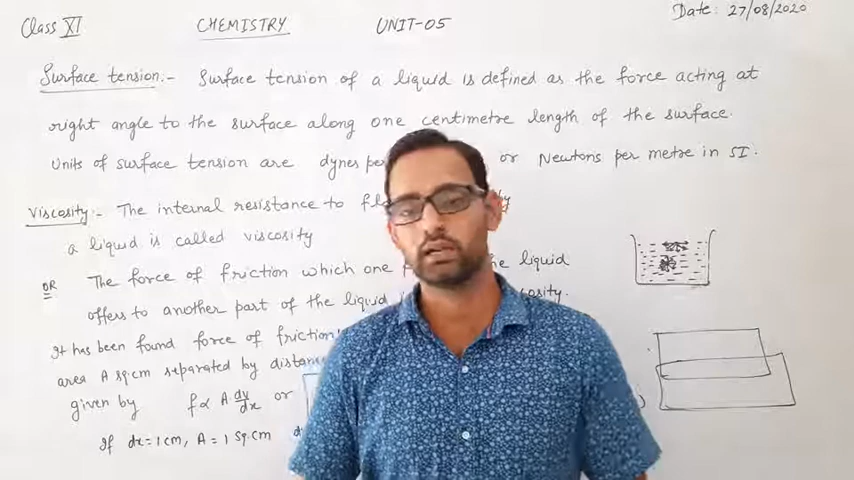 Class XI CHEMISTRY UNIT-05 Date: 27/08/2020
Surface tension:- Surface tension of a liquid is defined as the force acting at
right angle to the surface along one centimetre length of the surface.
Units of surface tension are dynes per or Newtons per metre in SI.
Viscosity:- The internal resistance to
a liquid is called viscosity
OR The force of friction which one the liquid
offers to another part of the liquid
It has been found force of friction
area A sq.cm separated by distance
given by f∝ A dv/dx or
If dx=1cm, A = 1 sq.cm